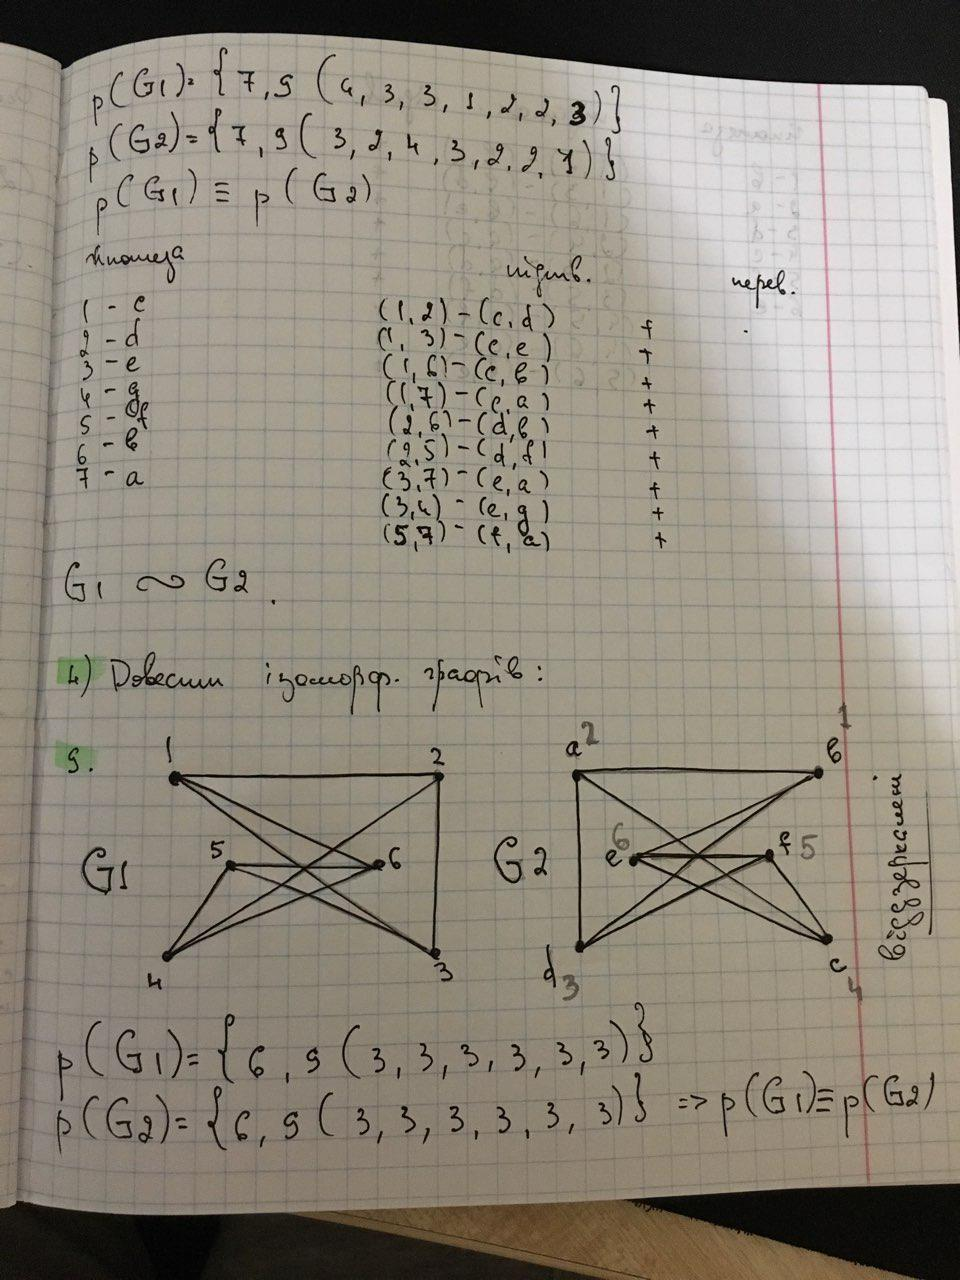 p(G1)= {7,9 (4, 3, 3, 1, 2, 2, 3)}
p(G2)= {7,9 ( 3, 2, 4, 3, 2, 2, 1)}
p(G1) ≡ p(G2)
гіпотеза підтв. перев.
1 - c (1,2) - (c,d) +
2 - d (1,3) - (c,e) +
3 - e (1,6) - (c,b) +
4 - g (1,7) - (c,a) +
5 - f (2,6) - (d,b) +
6 - b (2,5) - (d,f) +
7 - a (3,7) - (e,a) +
(3,4) - (e,g) +
(5,7) - (f,a) +
G1 ~ G2.
4) Довести ізоморф. графів:
9.
1 2 a 2 b 1
G1 5 6 G2 e 6 f 5
4 3 d 3 c 4
віддзеркалені
p(G1)= {6, 9 (3, 3, 3, 3, 3, 3)}
p(G2)= {6, 9 (3, 3, 3, 3, 3, 3)} => p(G1)≡p(G2)